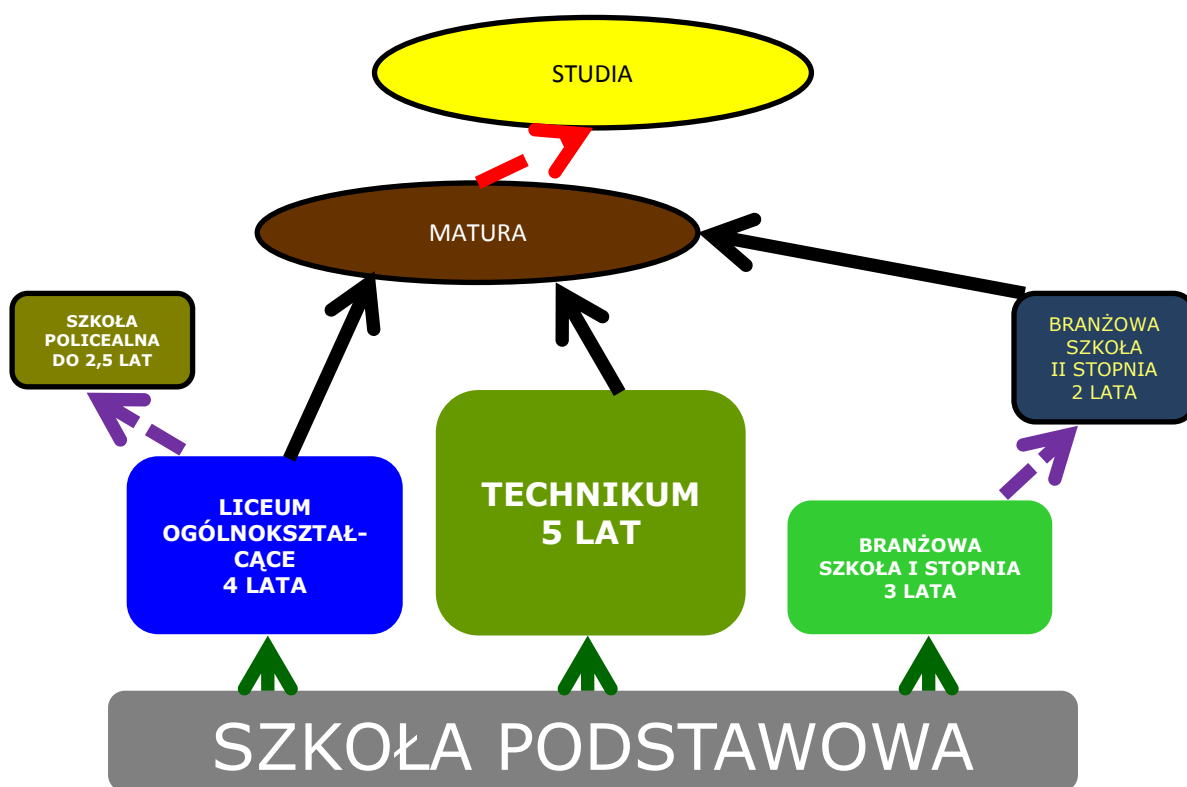 STUDIA
MATURA
SZKOŁA
POLICEALNA
DO 2,5 LAT
BRANŻOWA
SZKOŁA
II STOPNIA
2 LATA
LICEUM
OGÓLNOKSZTAŁ-
CĄCE
4 LATA
TECHNIKUM
5 LAT
BRANŻOWA
SZKOŁA I STOPNIA
3 LATA
SZKOŁA PODSTAWOWA